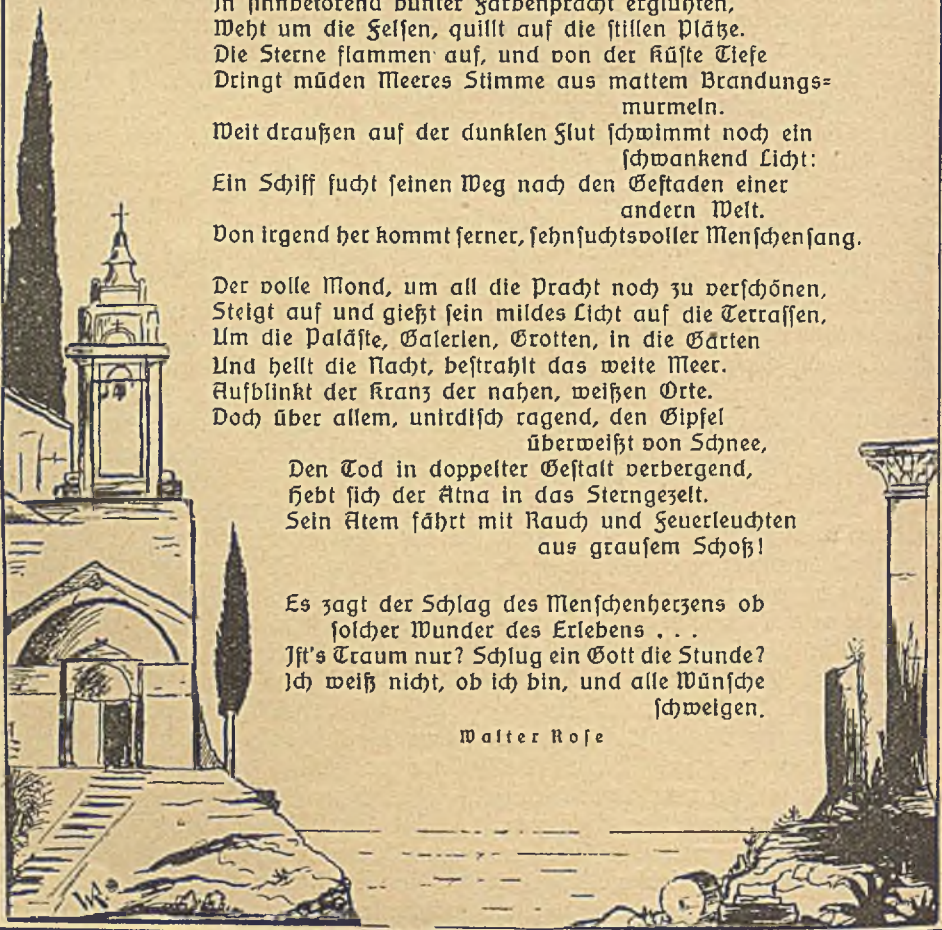 In sinnbetörend bunter Farbenpracht erglühten,
Weht um die Felsen, quillt auf die stillen Plätze.
Die Sterne flammen auf, und von der Küste Tiefe
Dringt müden Meeres Stimme aus mattem Brandungs-
murmeln.
Weit draußen auf der dunklen Flut schwimmt noch ein
schwankend Licht:
Ein Schiff sucht seinen Weg nach den Gestaden einer
andern Welt.
Von irgend her kommt ferner, sehnsuchtsvoller Menschensang.
Der volle Mond, um all die Pracht noch zu verschönen,
Steigt auf und gießt sein mildes Licht auf die Terrassen,
Um die Paläste, Galerien, Grotten, in die Gärten
Und hellt die Nacht, bestrahlt das weite Meer.
Aufblinkt der Kranz der nahen, weißen Orte.
Doch über allem, unirdisch ragend, den Gipfel
überweißt von Schnee,
Den Tod in doppelter Gestalt verbergend,
Hebt sich der Ätna in das Sterngezelt.
Sein Atem fährt mit Rauch und Feuerleuchten
aus grausem Schoß!
Es zagt der Schlag des Menschenherzens ob
solcher Wunder des Erlebens . . .
Ist's Traum nur? Schlug ein Gott die Stunde?
Ich weiß nicht, ob ich bin, und alle Wünsche
schweigen.
Walter Rose